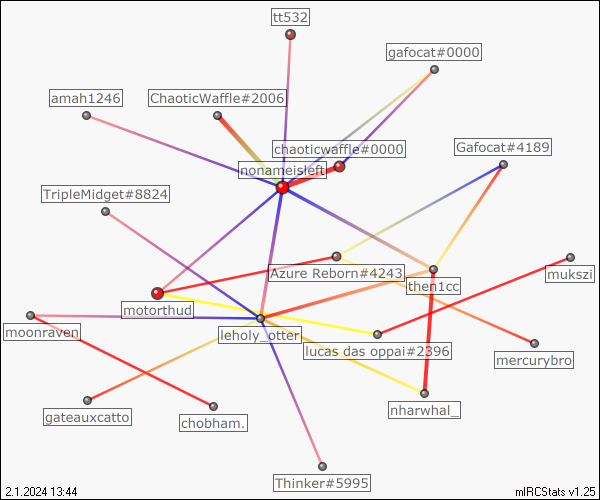 tt532
gafocat#0000
amah1246
ChaoticWaffle#2006
chaoticwaffle#0000
Gafocat#4189
nonameisleft
TripleMidget#8824
Azure Reborn#4243
mukszi
then1cc
motorthud
moonraven
leholy_otter
lucas das oppai#2396
mercurybro
gateauxcatto
nharwhal_
chobham.
Thinker#5995
2.1.2024 13:44
mIRCStats v1.25